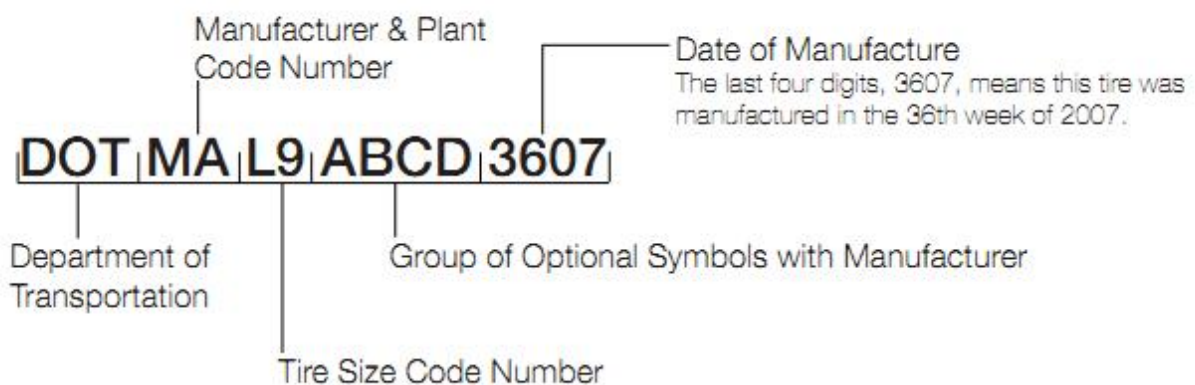 Manufacturer & Plant
Code Number
Date of Manufacture
The last four digits, 3607, means this tire was
manufactured in the 36th week of 2007.
DOT MA L9 ABCD 3607
Department of
Transportation
Group of Optional Symbols with Manufacturer
Tire Size Code Number